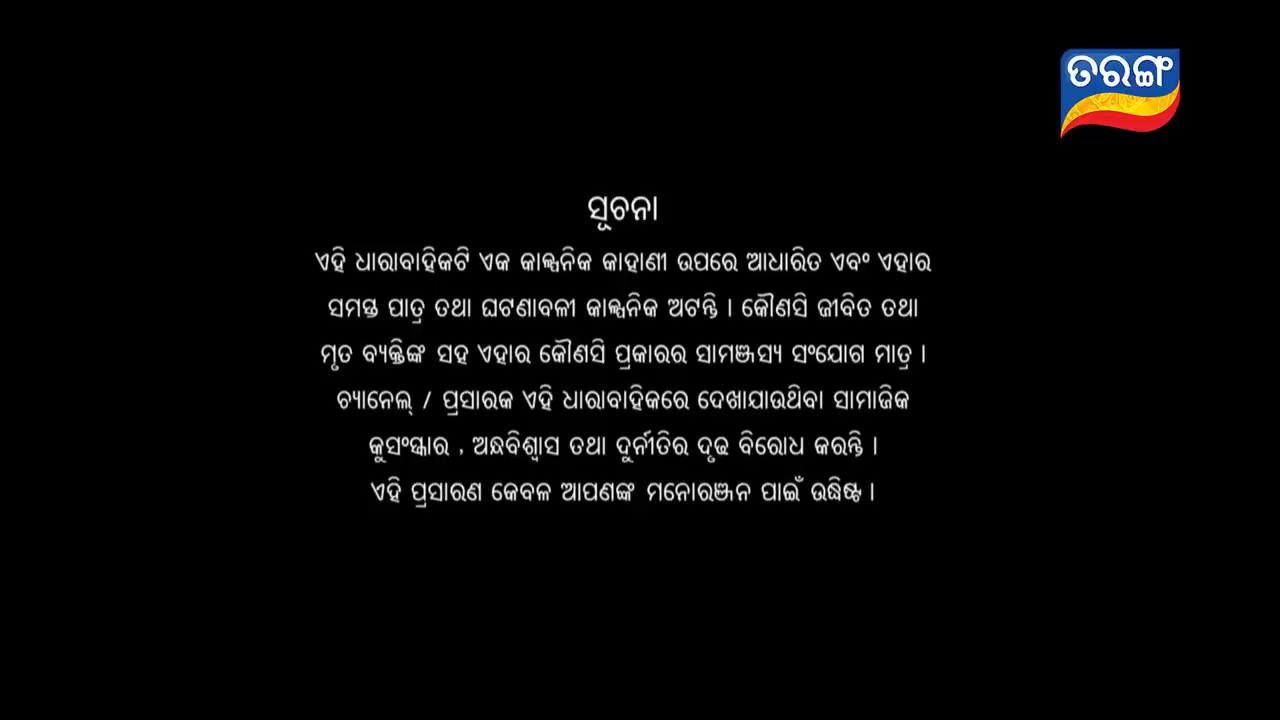 ତରଙ୍ଗ
ସୂଚନା
ଏହି ଧାରାବାହିକଟି ଏକ କାଳ୍ପନିକ କାହାଣୀ ଉପରେ ଆଧାରିତ ଏବଂ ଏହାର
ସମସ୍ତ ପାତ୍ର ତଥା ଘଟଣାବଳୀ କାଳ୍ପନିକ ଅଟନ୍ତି । କୌଣସି ଜୀବିତ ତଥା
ମୃତ ବ୍ୟକ୍ତିଙ୍କ ସହ ଏହାର କୌଣସି ପ୍ରକାରର ସାମଞ୍ଜସ୍ୟ ସଂଯୋଗ ମାତ୍ର ।
ଚ୍ୟାନେଲ୍ / ପ୍ରସାରକ ଏହି ଧାରାବାହିକରେ ଦେଖାଯାଉଥିବା ସାମାଜିକ
କୁସଂସ୍କାର , ଅନ୍ଧବିଶ୍ୱାସ ତଥା ଦୁର୍ନୀତିର ଦୃଢ ବିରୋଧ କରନ୍ତି ।
ଏହି ପ୍ରସାରଣ କେବଳ ଆପଣଙ୍କ ମନୋରଞ୍ଜନ ପାଇଁ ଉଦ୍ଧିଷ୍ଟ ।